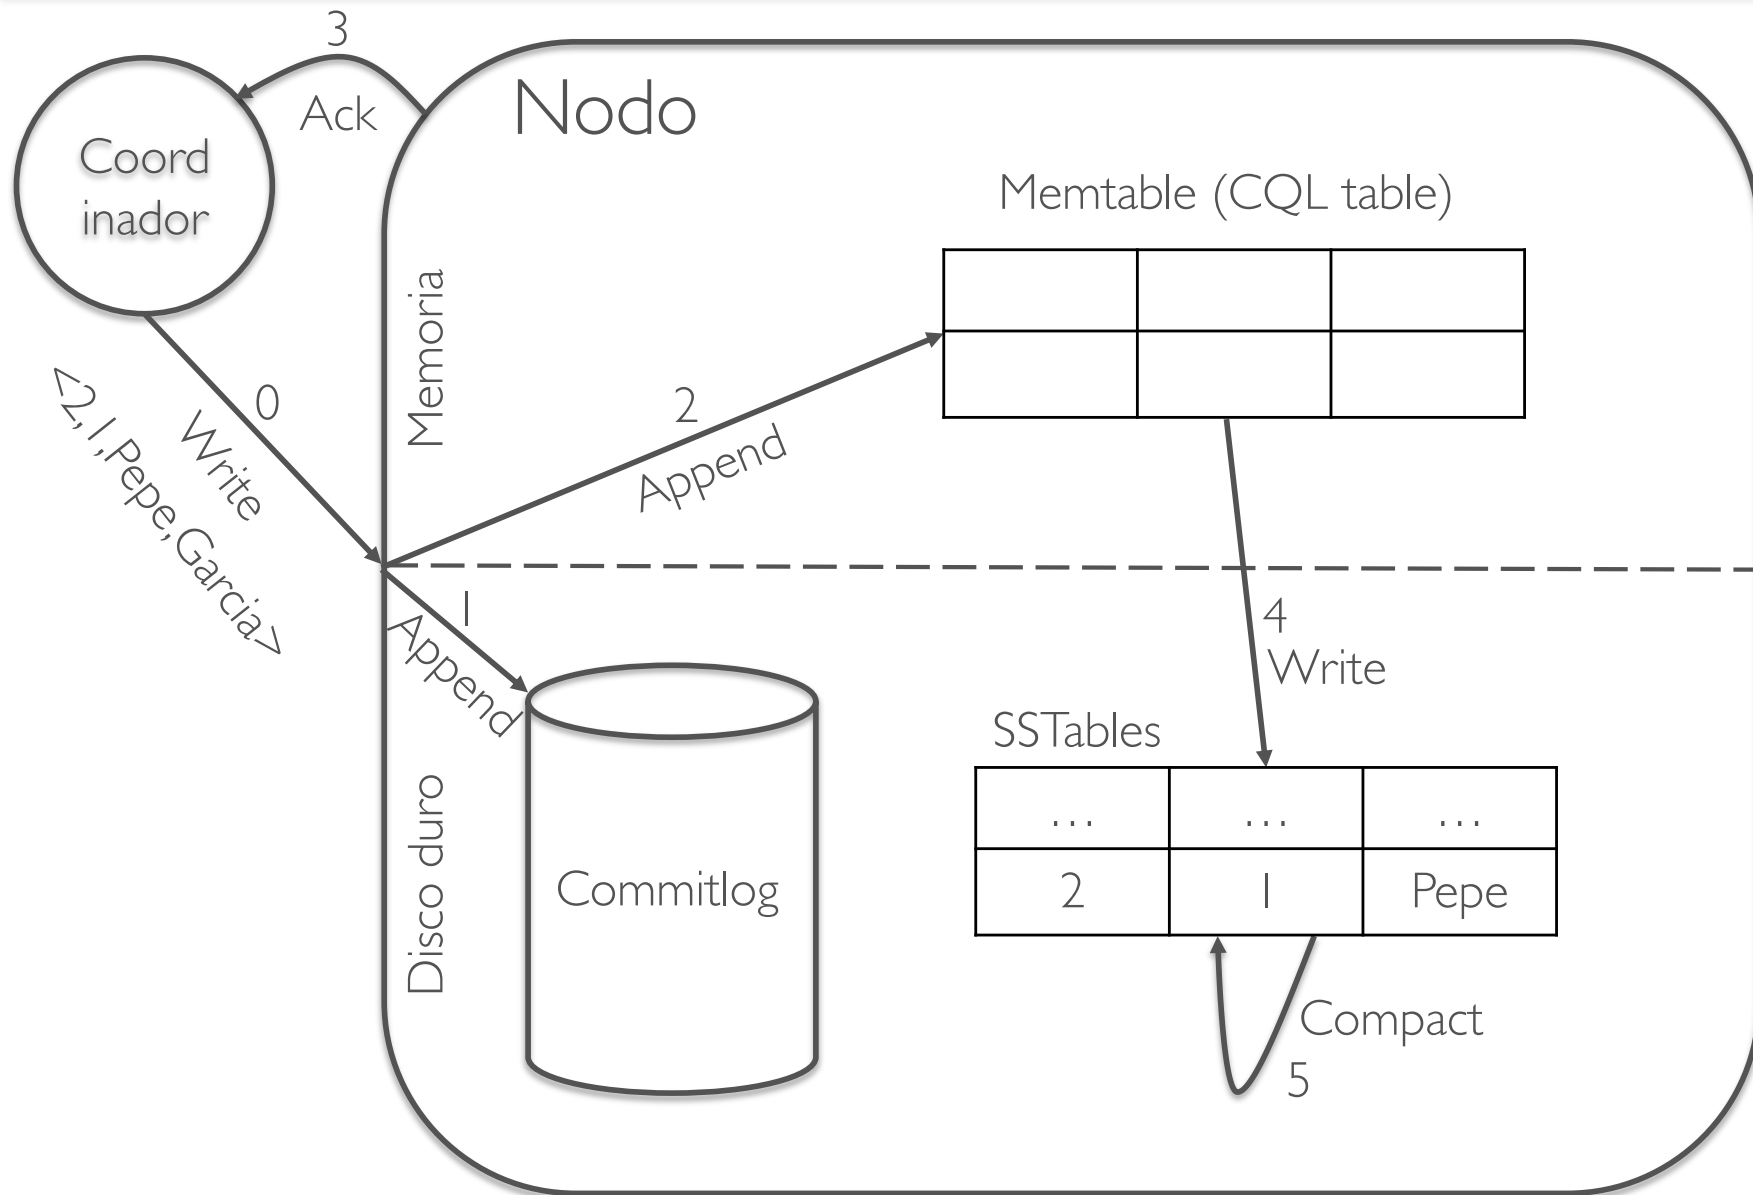 3
Ack
Coord
inador
Nodo
Memtable (CQL table)
Memoria
0
Write
<2,1,Pepe,Garcia>
2
Append
1
Append
4
Write
SSTables
... ... ...
2 1 Pepe
Disco duro
Commitlog
Compact
5